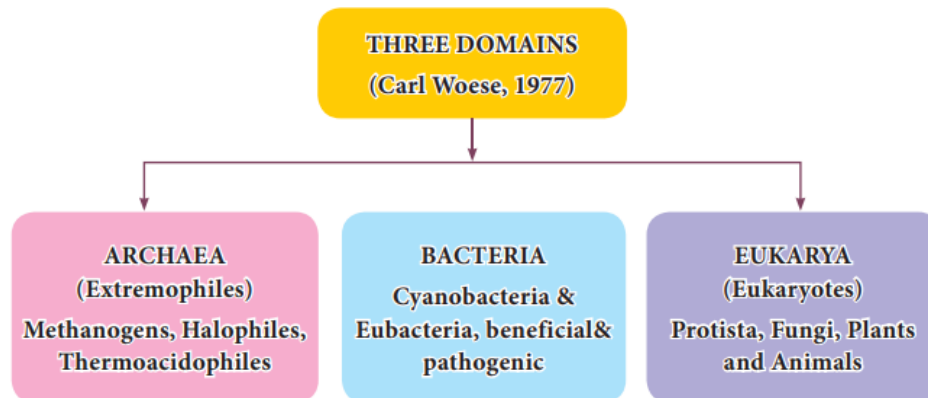 THREE DOMAINS
(Carl Woese, 1977)
ARCHAEA
(Extremophiles)
Methanogens, Halophiles,
Thermoacidophiles
BACTERIA
Cyanobacteria &
Eubacteria, beneficial&
pathogenic
EUKARYA
(Eukaryotes)
Protista, Fungi, Plants
and Animals